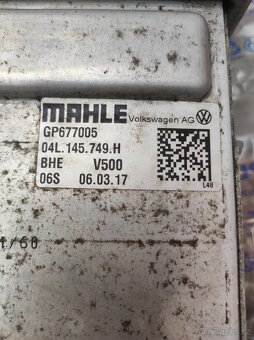 MAHLE Volkswagen AG
GP677005
04L.145.749.H
BHE V500
06S 06.03.17
L48